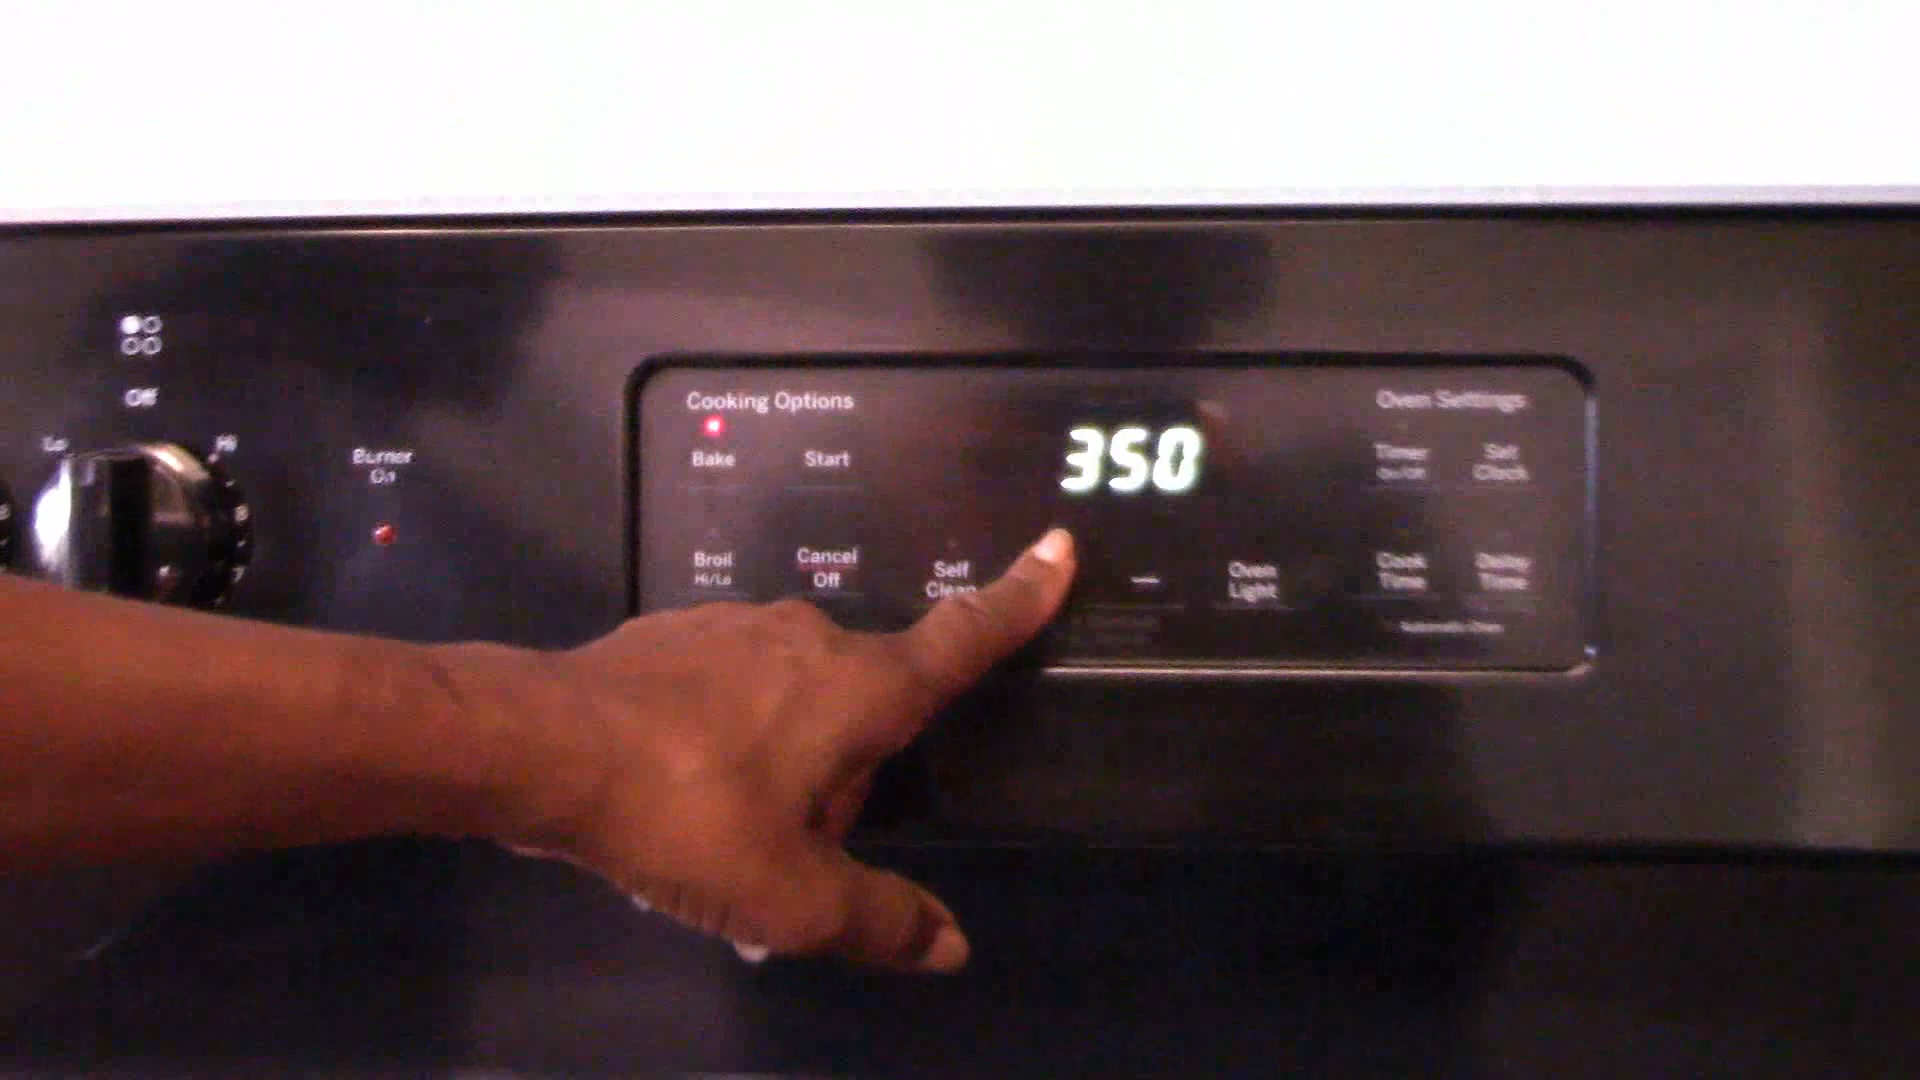 Off
Lo
Hi
Burner
On
Cooking Options
Bake
Start
Broil
Hi/Lo
Cancel
Off
Self
Clean
350
—
Oven
Light
Oven Settings
Timer
On/Off
Set
Clock
Cook
Time
Delay
Time